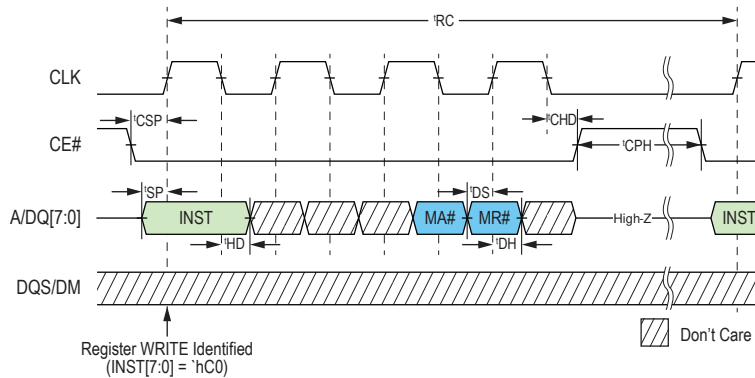 tRC
CLK
tCSP
tCHD
CE#
tCPH
tSP
tDS
A/DQ[7:0]
INST
MA#
MR#
High-Z
INST
tHD
tDH
DQS/DM
Register WRITE Identified
(INST[7:0] = `hC0)
Don't Care